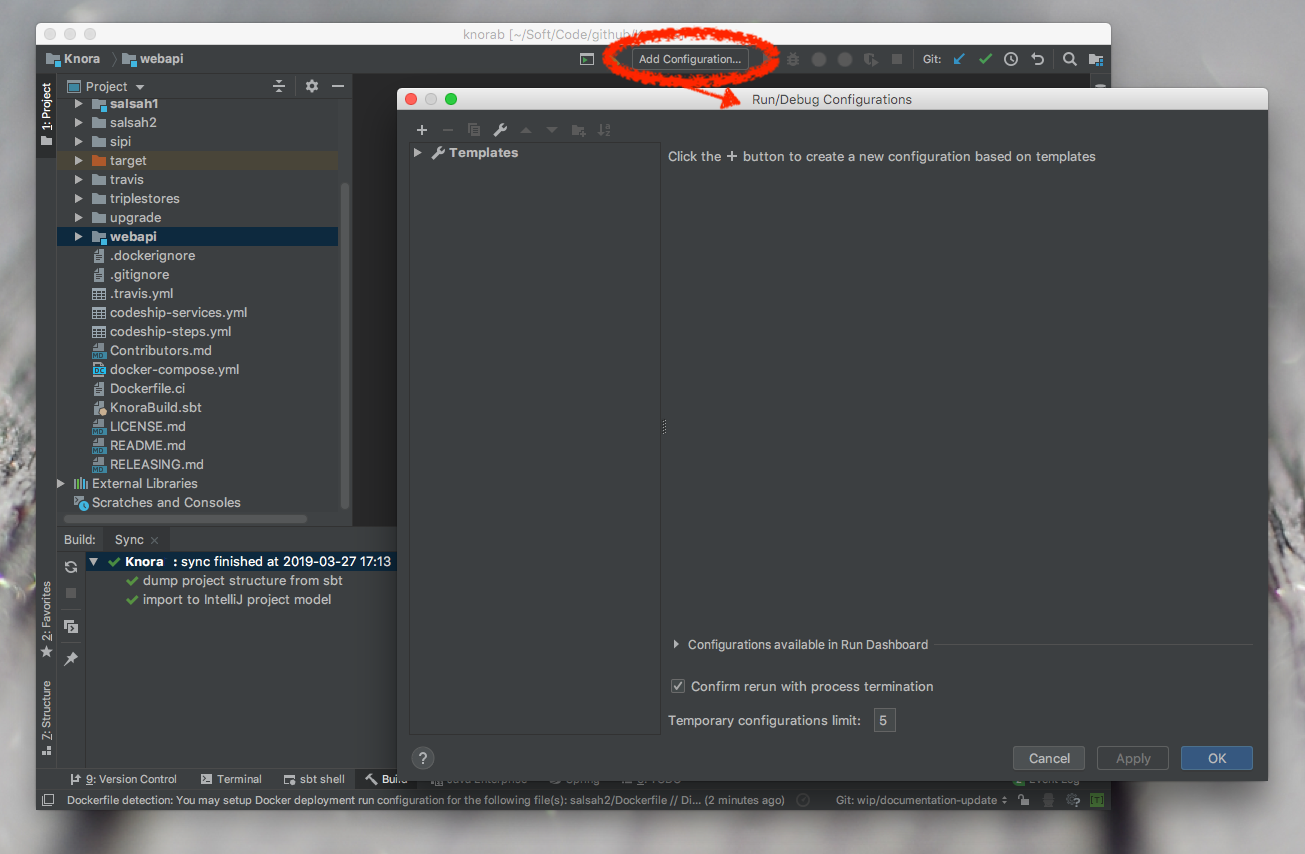 knorab [~/Soft/Code/github/
Knora
webapi
Add Configuration...
Git:
1: Project
Project
salsah1
salsah2
sipi
target
travis
triplestores
upgrade
webapi
.dockerignore
.gitignore
.travis.yml
codeship-services.yml
codeship-steps.yml
Contributors.md
docker-compose.yml
Dockerfile.ci
KnoraBuild.sbt
LICENSE.md
README.md
RELEASING.md
External Libraries
Scratches and Consoles
Run/Debug Configurations
Templates
Click the + button to create a new configuration based on templates
Configurations available in Run Dashboard
Confirm rerun with process termination
Temporary configurations limit: 5
?
Cancel
Apply
OK
Build:
Sync
Knora : sync finished at 2019-03-27 17:13
dump project structure from sbt
import to IntelliJ project model
2: Favorites
7: Structure
9: Version Control
Terminal
sbt shell
Build
Dockerfile detection: You may setup Docker deployment run configuration for the following file(s): salsah2/Dockerfile // Di... (2 minutes ago)
Git: wip/documentation-update
[T]